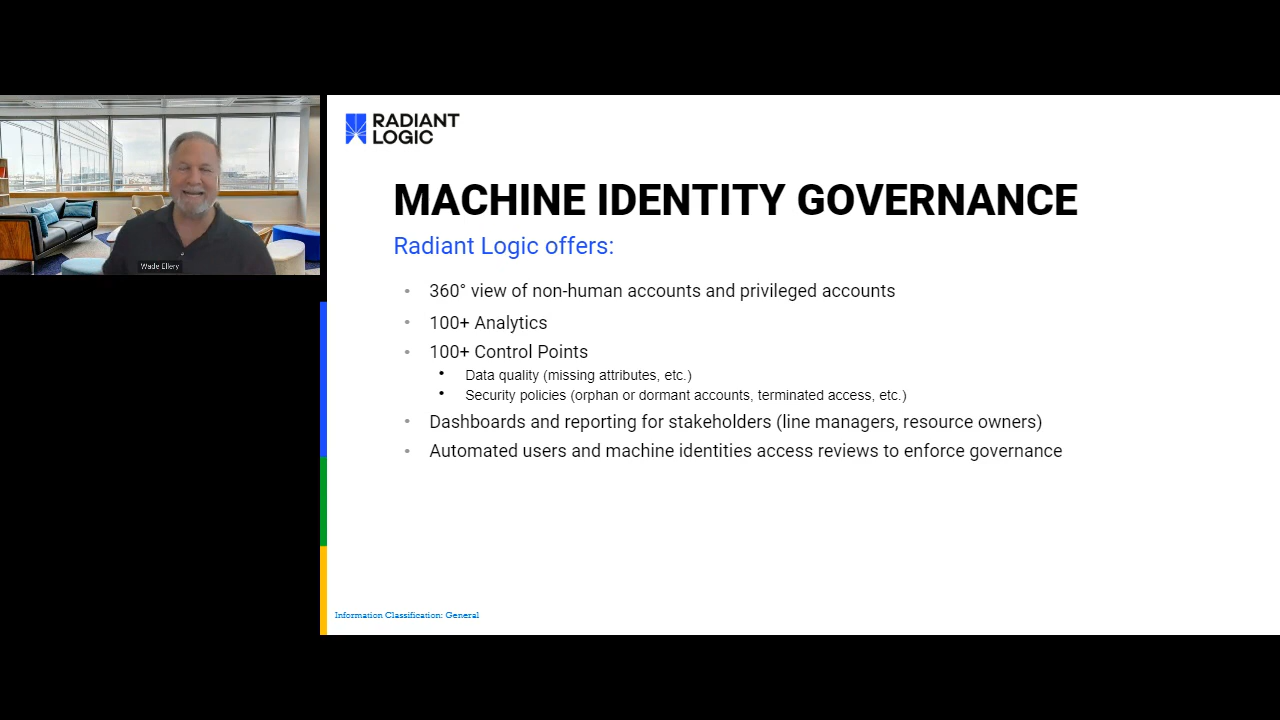 Wade Ellery
RADIANT
LOGIC
MACHINE IDENTITY GOVERNANCE
Radiant Logic offers:
• 360° view of non-human accounts and privileged accounts
• 100+ Analytics
• 100+ Control Points
• Data quality (missing attributes, etc.)
• Security policies (orphan or dormant accounts, terminated access, etc.)
• Dashboards and reporting for stakeholders (line managers, resource owners)
• Automated users and machine identities access reviews to enforce governance
Information Classification: General